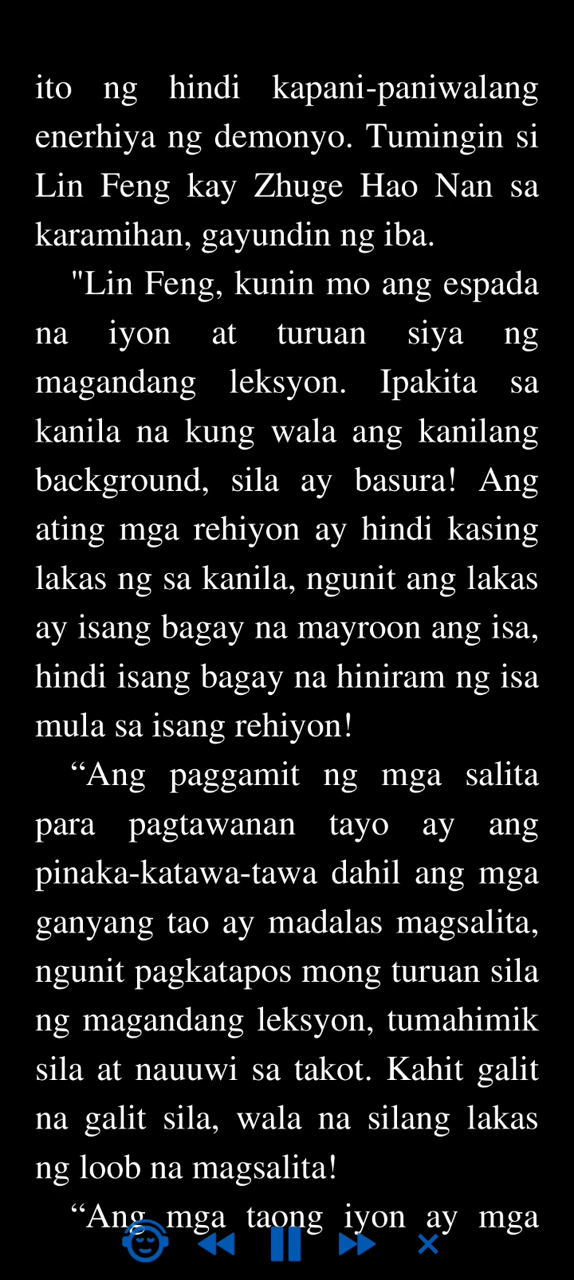 ito ng hindi kapani-paniwalang
enerhiya ng demonyo. Tumingin si
Lin Feng kay Zhuge Hao Nan sa
karamihan, gayundin ng iba.
"Lin Feng, kunin mo ang espada
na iyon at turuan siya ng
magandang leksyon. Ipakita sa
kanila na kung wala ang kanilang
background, sila ay basura! Ang
ating mga rehiyon ay hindi kasing
lakas ng sa kanila, ngunit ang lakas
ay isang bagay na mayroon ang isa,
hindi isang bagay na hiniram ng isa
mula sa isang rehiyon!
“Ang paggamit ng mga salita
para pagtawanan tayo ay ang
pinaka-katawa-tawa dahil ang mga
ganyang tao ay madalas magsalita,
ngunit pagkatapos mong turuan sila
ng magandang leksyon, tumahimik
sila at nauuwi sa takot. Kahit galit
na galit sila, wala na silang lakas
ng loob na magsalita!
“Ang mga taong iyon ay mga